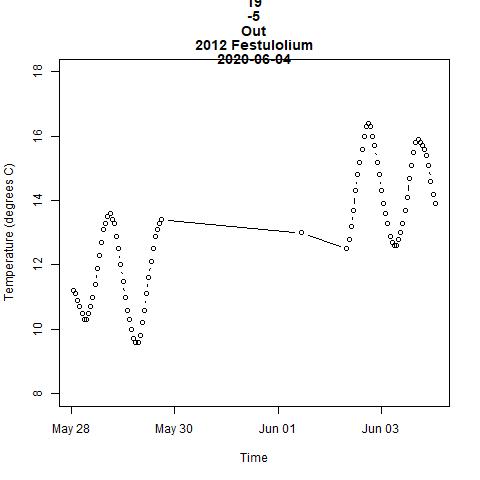 19
-5
Out
2012 Festulolium
2020-06-04
Temperature (degrees C)
18
16
14
12
10
8
May 28
May 30
Jun 01
Jun 03
Time